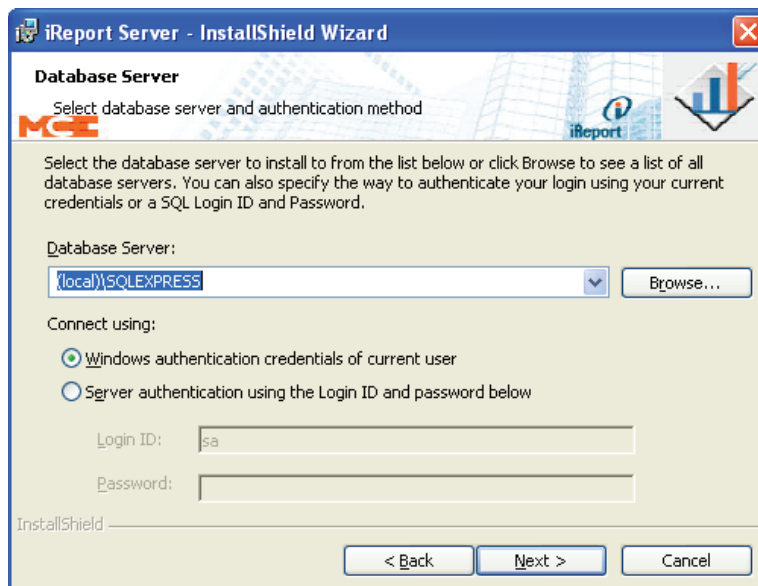 iReport Server - InstallShield Wizard
Database Server
Select database server and authentication method
MCE
iReport
Select the database server to install to from the list below or click Browse to see a list of all
database servers. You can also specify the way to authenticate your login using your current
credentials or a SQL Login ID and Password.
Database Server:
(local)\SQLEXPRESS
Browse...
Connect using:
Windows authentication credentials of current user
Server authentication using the Login ID and password below
Login ID:
sa
Password:
InstallShield
< Back
Next >
Cancel